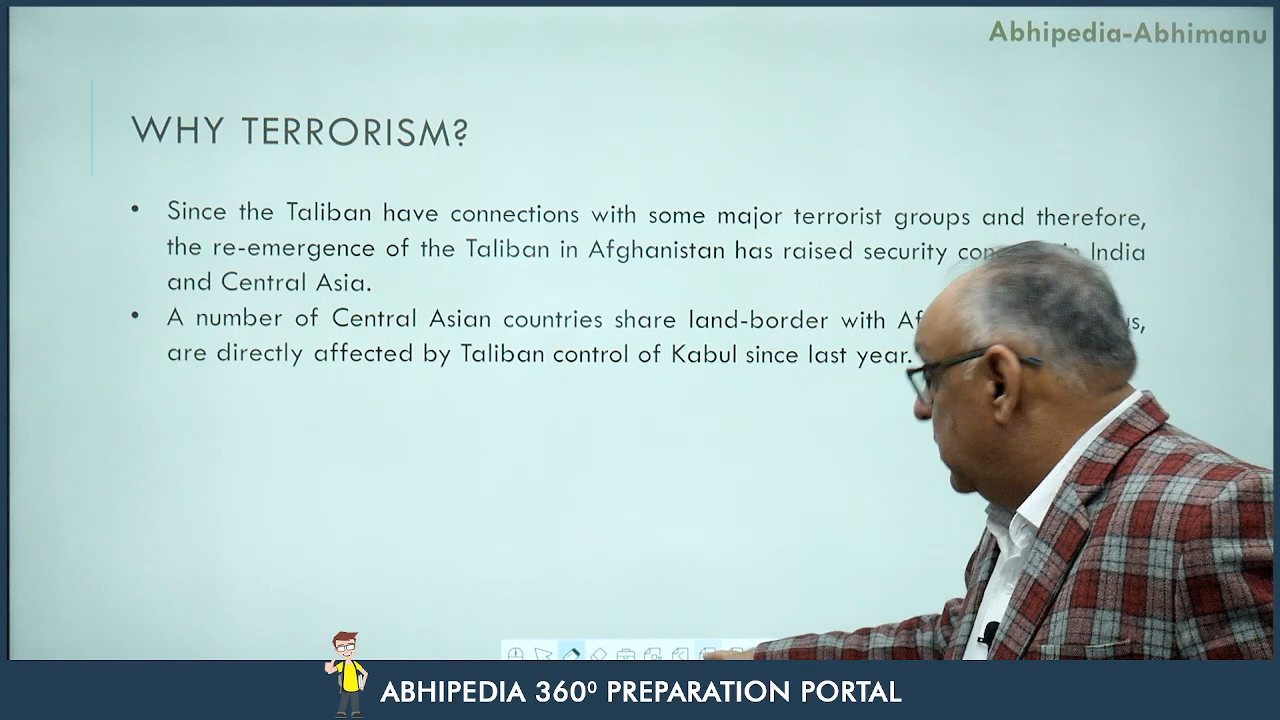 Abhipedia-Abhimanu
WHY TERRORISM?
• Since the Taliban have connections with some major terrorist groups and therefore,
the re-emergence of the Taliban in Afghanistan has raised security in India
and Central Asia.
• A number of Central Asian countries share land-border with
are directly affected by Taliban control of Kabul since last year.
ABHIPEDIA 360⁰ PREPARATION PORTAL